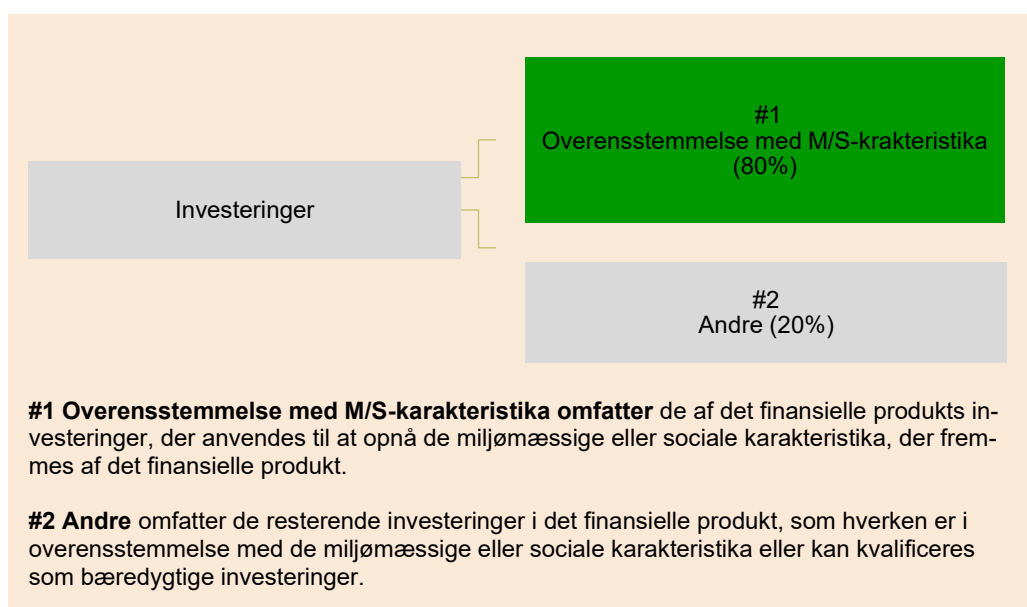 #1
Overensstemmelse med M/S-krakteristika
(80%)
Investeringer
#2
Andre (20%)
#1 Overensstemmelse med M/S-karakteristika omfatter de af det finansielle produkts in-
vesteringer, der anvendes til at opnå de miljømæssige eller sociale karakteristika, der frem-
mes af det finansielle produkt.
#2 Andre omfatter de resterende investeringer i det finansielle produkt, som hverken er i
overensstemmelse med de miljømæssige eller sociale karakteristika eller kan kvalificeres
som bæredygtige investeringer.